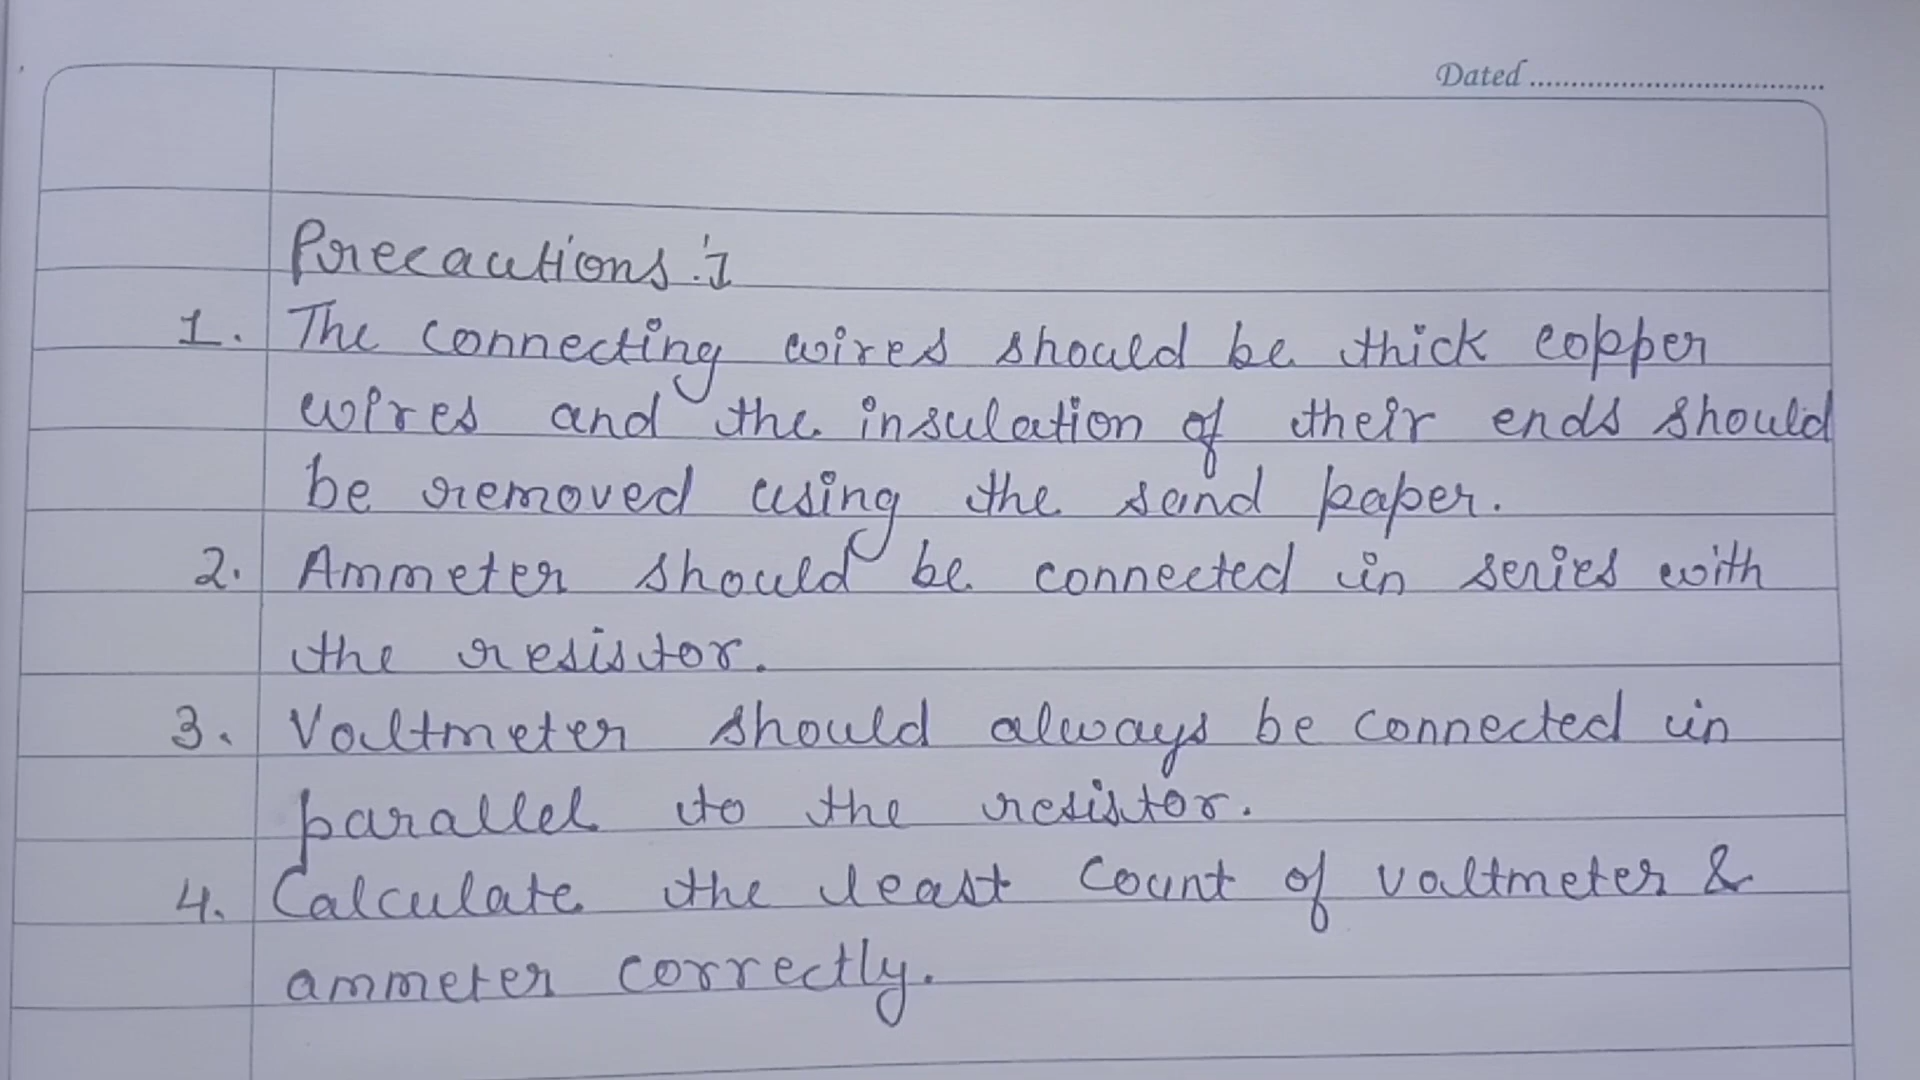 Dated ....................................
Precautions :-
1. The connecting wires should be thick copper
wires and the insulation of their ends should
be removed using the sand paper.
2. Ammeter should be connected in series with
the resistor.
3. Voltmeter should always be connected in
parallel to the resistor.
4. Calculate the least count of voltmeter &
ammeter correctly.